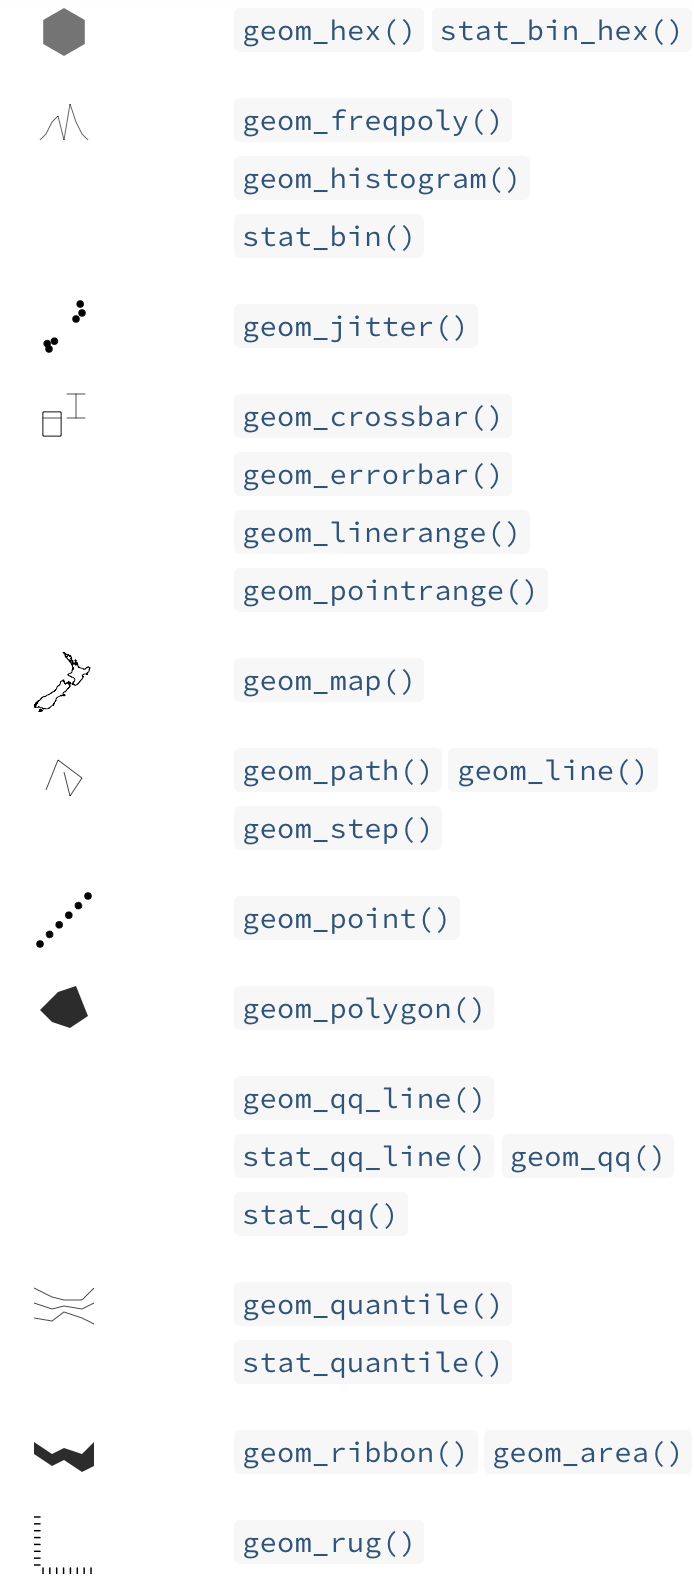 geom_hex() stat_bin_hex()
geom_freqpoly()
geom_histogram()
stat_bin()
geom_jitter()
geom_crossbar()
geom_errorbar()
geom_linerange()
geom_pointrange()
geom_map()
geom_path() geom_line()
geom_step()
geom_point()
geom_polygon()
geom_qq_line()
stat_qq_line() geom_qq()
stat_qq()
geom_quantile()
stat_quantile()
geom_ribbon() geom_area()
geom_rug()